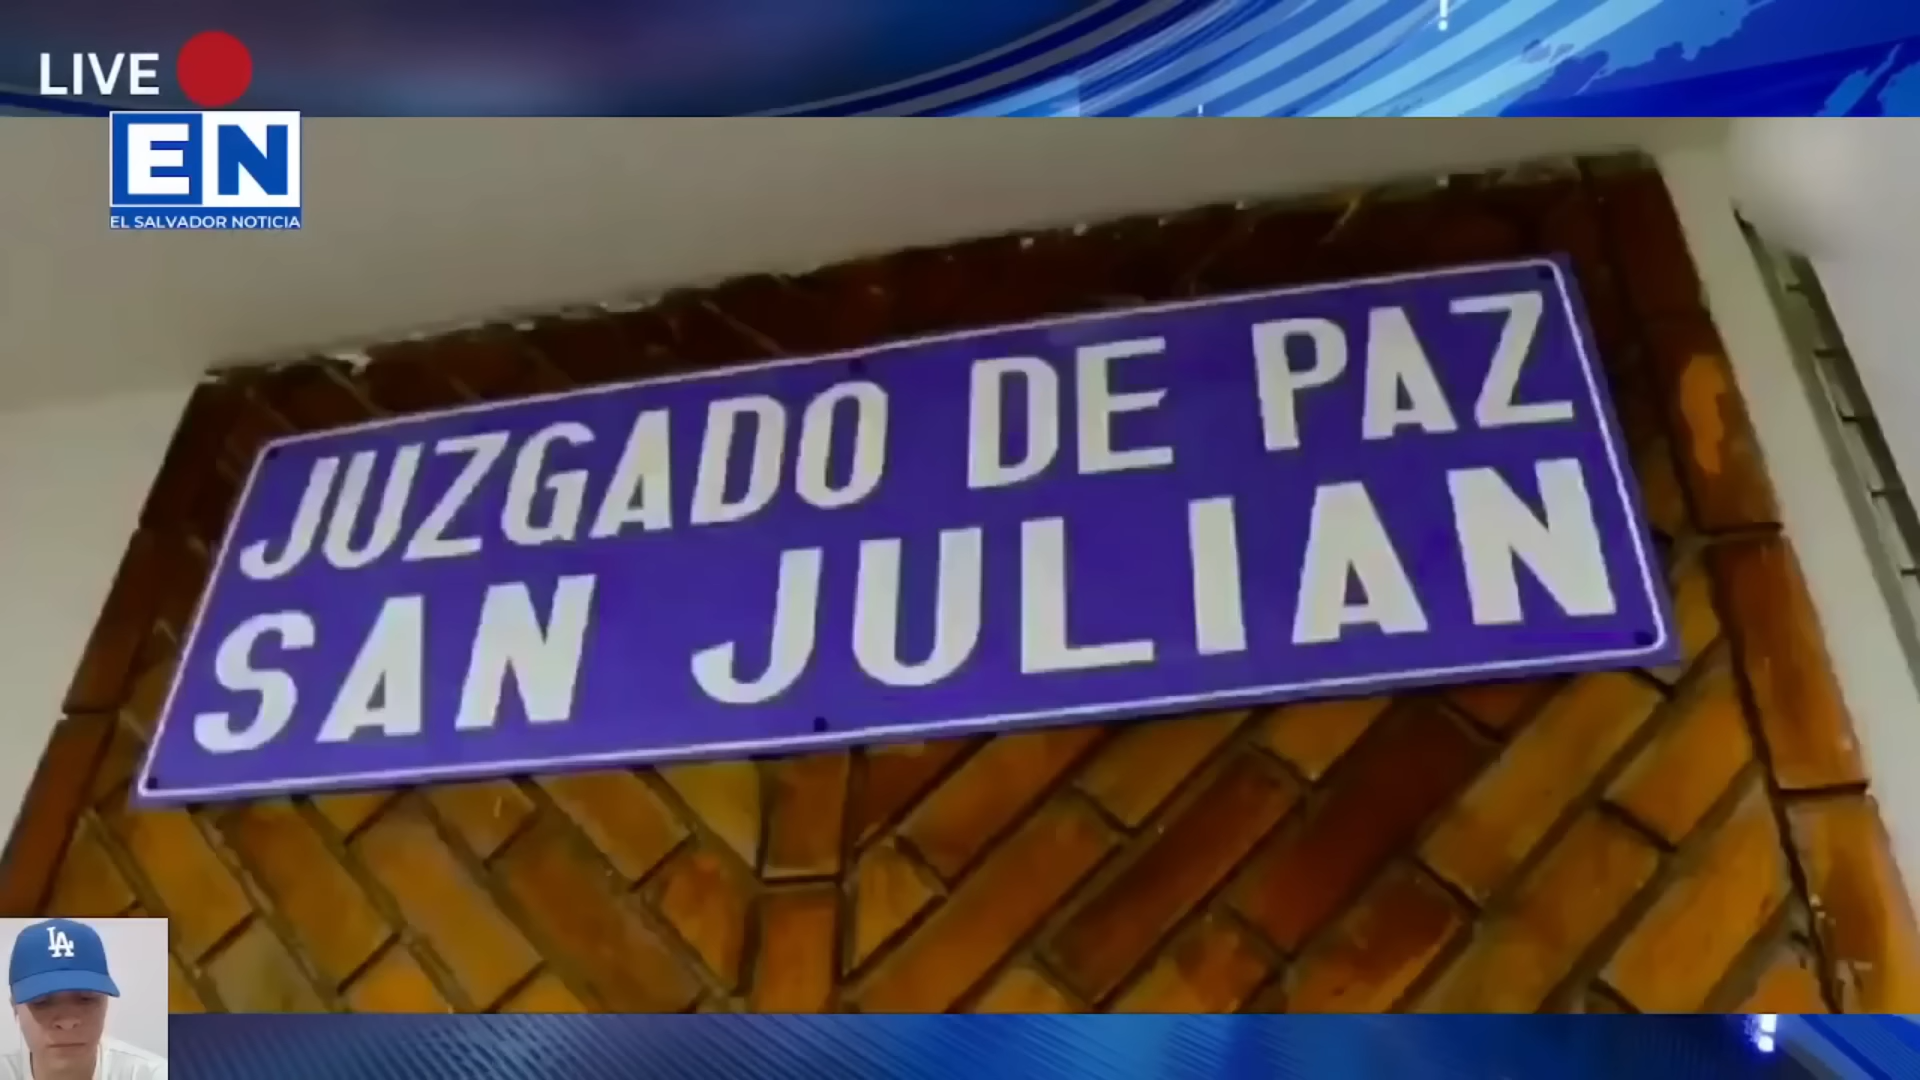 LIVE
EN
EL SALVADOR NOTICIA
JUZGADO DE PAZ
SAN JULIAN
LA